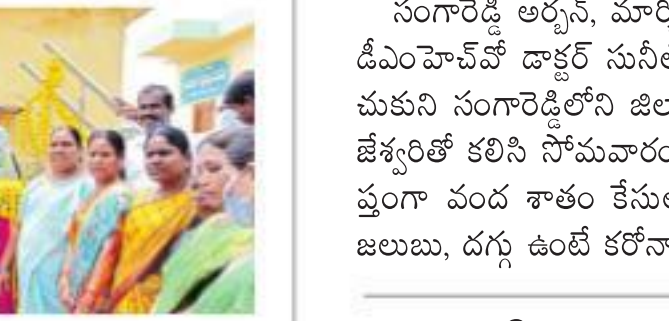 సంగారెడ్డి అర్బన్, మార్చి
డీఎంహెచ్‌వో డాక్టర్ సునీల
చుకుని సంగారెడ్డిలోని జిల
జేశ్వరితో కలిసి సోమవారం
ప్తంగా వంద శాతం కేసుల
జలుబు, దగ్గు ఉంటే కరోనా